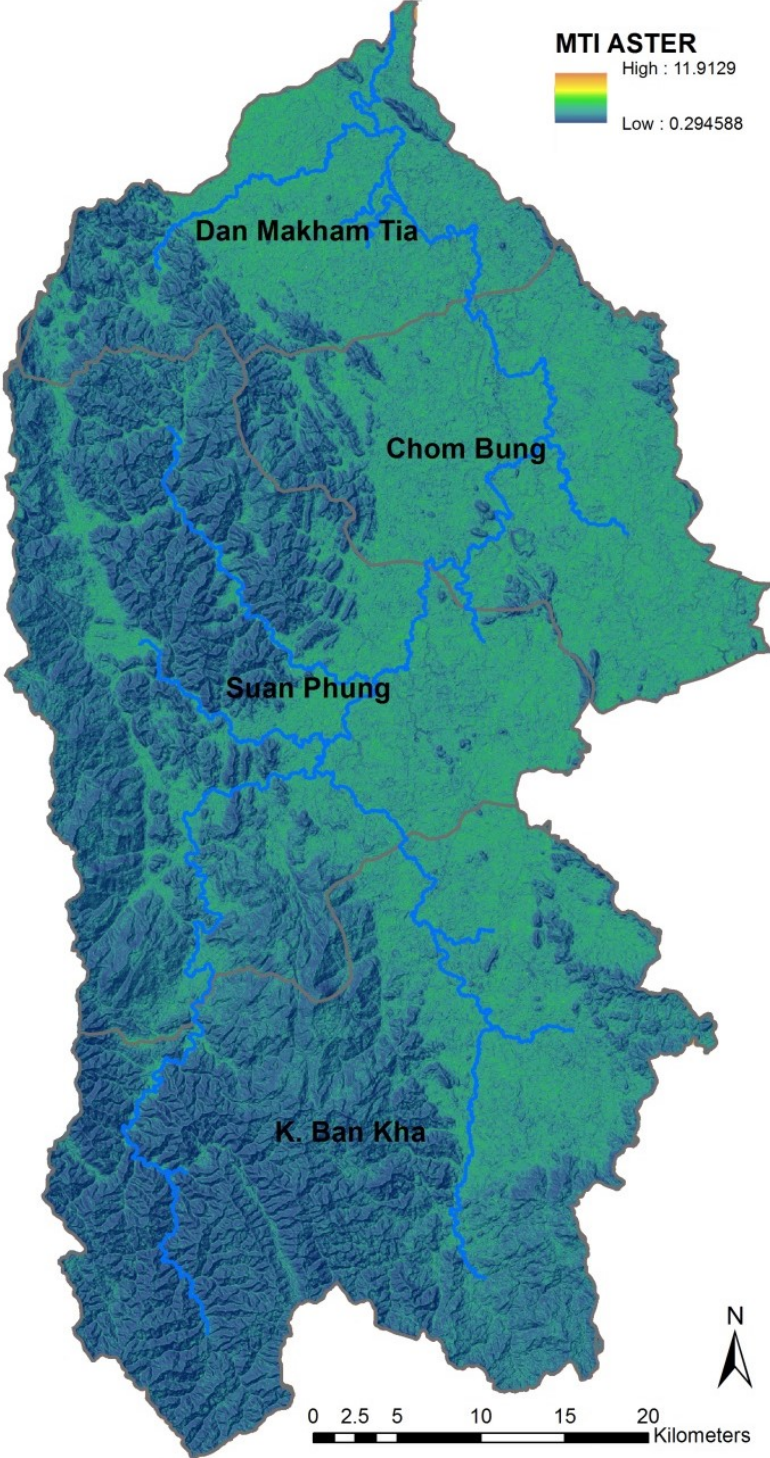 MTI ASTER
High : 11.9129
Low : 0.294588
Dan Makham Tia
Chom Bung
Suan Phung
K. Ban Kha
N
0 2.5 5 10 15 20
Kilometers